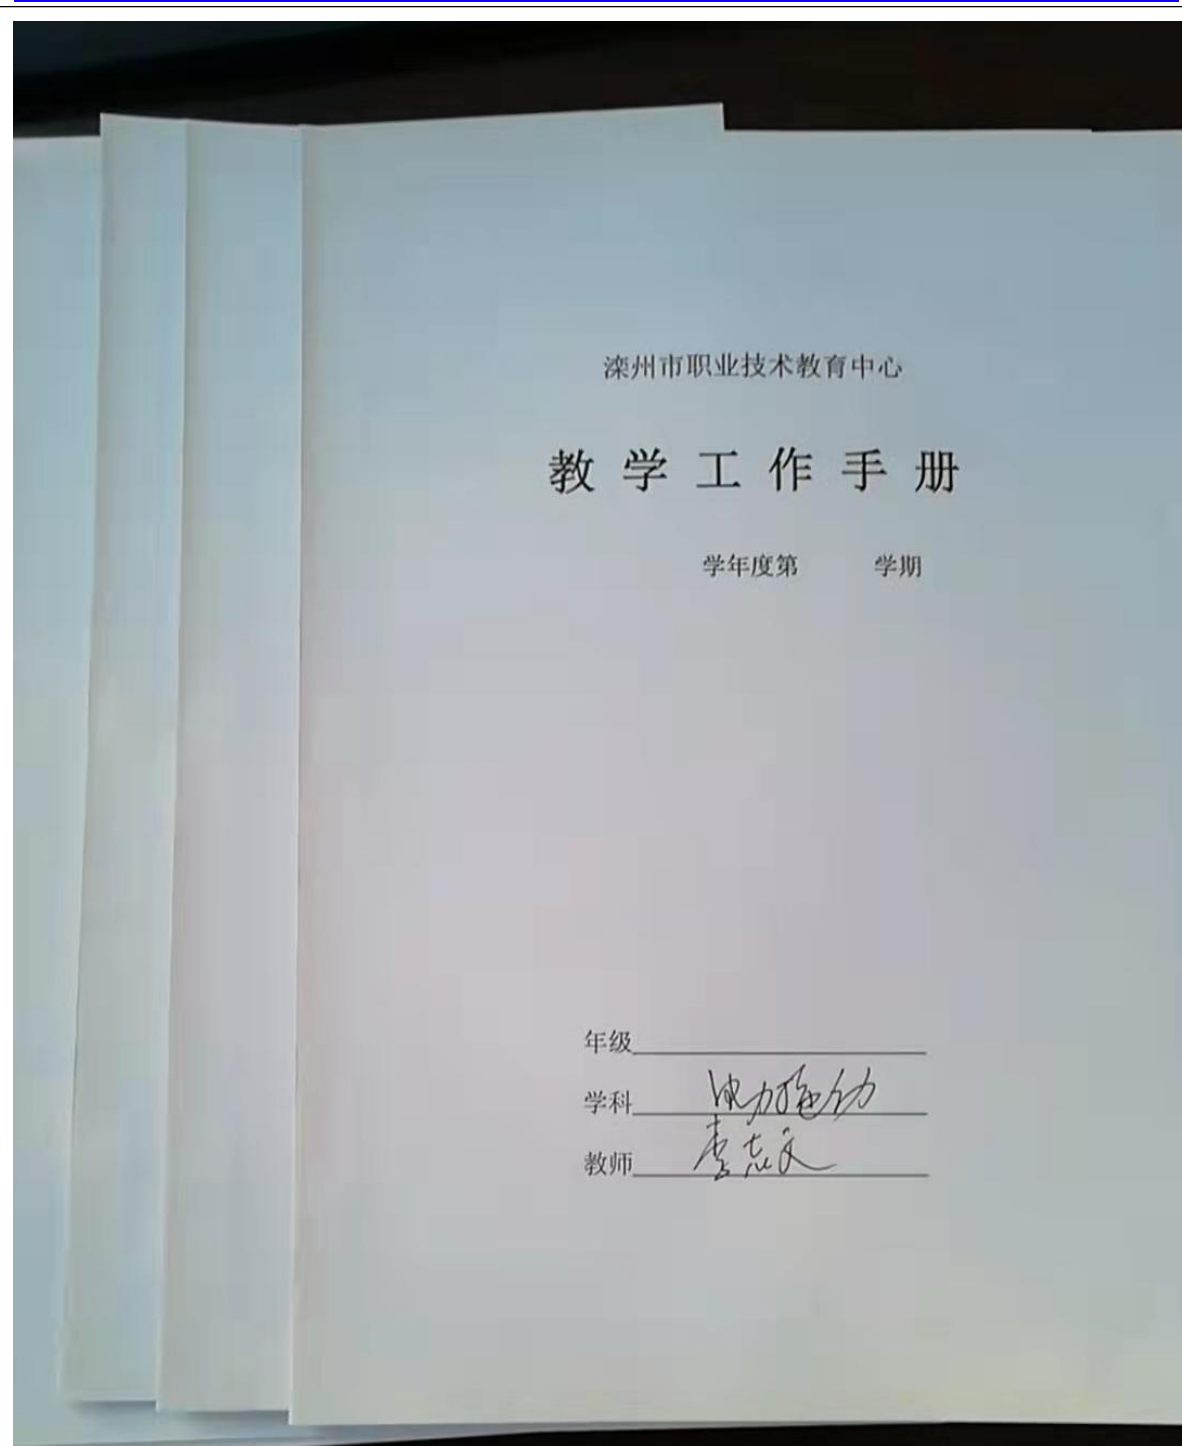 滦州市职业技术教育中心
教学工作手册
学年度第 学期
年级
学科 电力拖动
教师 李志文